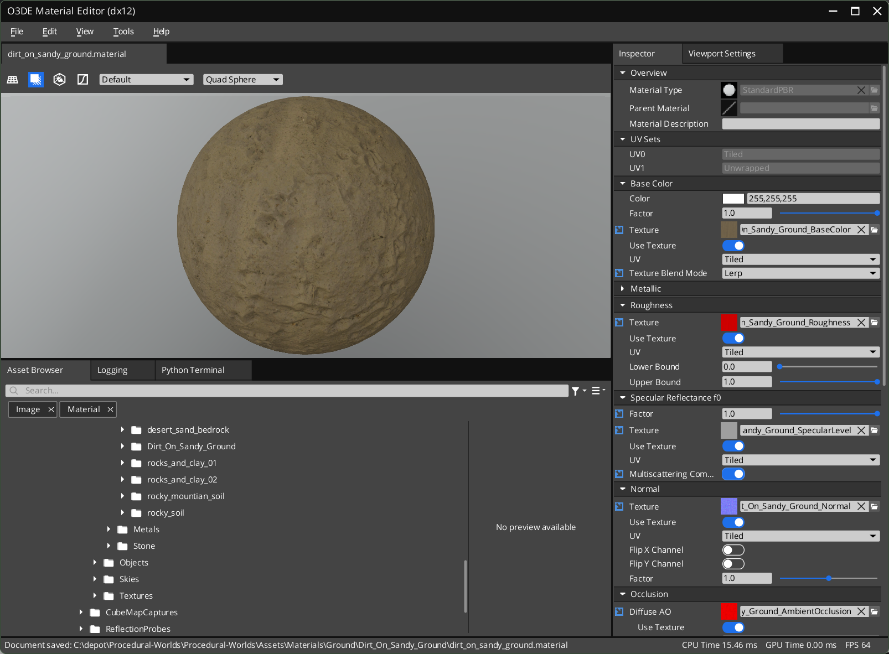 O3DE Material Editor (dx12)
File Edit View Tools Help
dirt_on_sandy_ground.material
Default
Quad Sphere
Asset Browser Logging Python Terminal
Search...
Image Material
desert_sand_bedrock
Dirt_On_Sandy_Ground
rocks_and_clay_01
rocks_and_clay_02
rocky_mountian_soil
rocky_soil
Metals
Stone
Objects
Skies
Textures
CubeMapCaptures
ReflectionProbes
No preview available
Inspector Viewport Settings
Overview
Material Type StandardPBR
Parent Material
Material Description
UV Sets
UV0 Tiled
UV1 Unwrapped
Base Color
Color 255,255,255
Factor 1.0
Texture n_Sandy_Ground_BaseColor
Use Texture
UV Tiled
Texture Blend Mode Lerp
Metallic
Roughness
Texture n_Sandy_Ground_Roughness
Use Texture
UV Tiled
Lower Bound 0.0
Upper Bound 1.0
Specular Reflectance f0
Factor 1.0
Texture andy_Ground_SpecularLevel
Use Texture
UV Tiled
Multiscattering Com...
Normal
Texture t_On_Sandy_Ground_Normal
Use Texture
UV Tiled
Flip X Channel
Flip Y Channel
Factor 1.0
Occlusion
Diffuse AO y_Ground_AmbientOcclusion
Use Texture
Document saved: C:\depot\Procedural-Worlds\Procedural-Worlds\Assets\Materials\Ground\Dirt_On_Sandy_Ground\dirt_on_sandy_ground.material
CPU Time 15.46 ms GPU Time 0.00 ms FPS 64